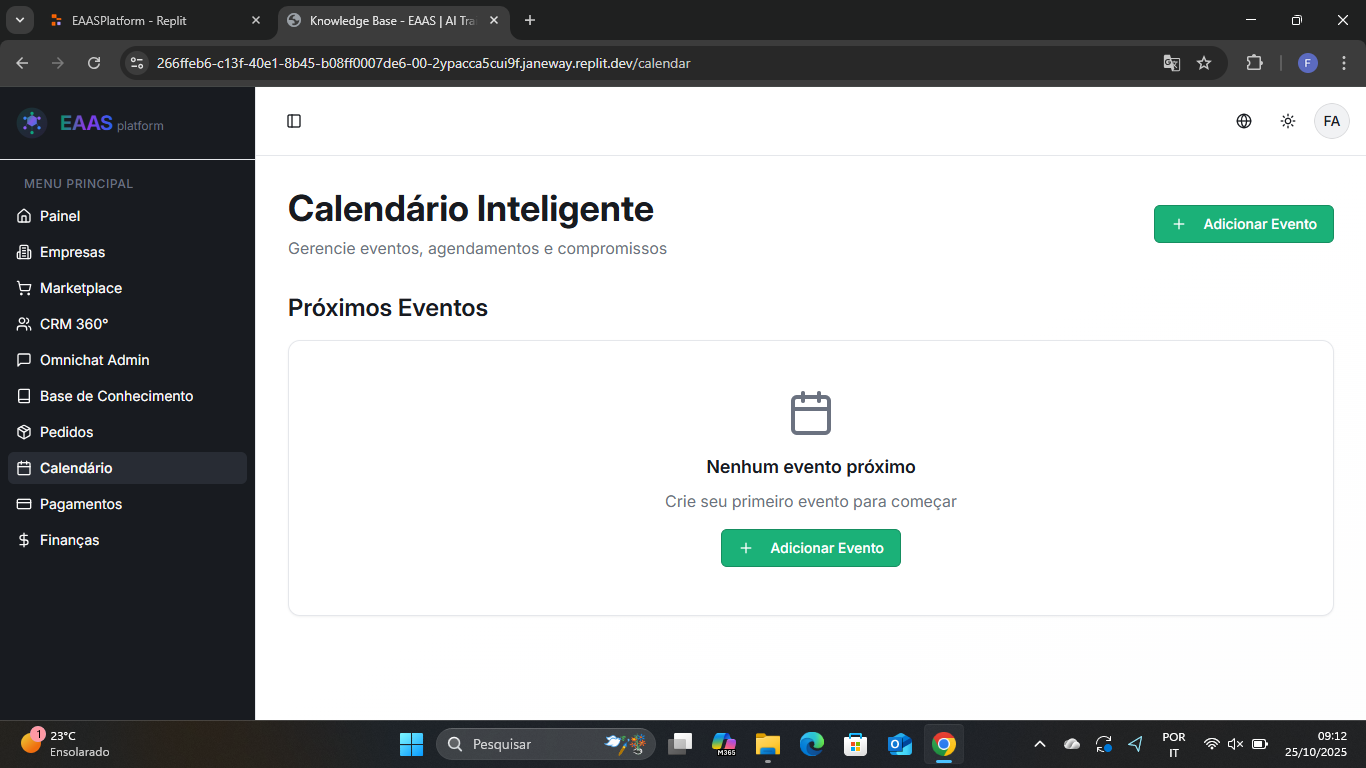 EAASPlatform - Replit
Knowledge Base - EAAS | AI Tra
266ffeb6-c13f-40e1-8b45-b08ff0007de6-00-2ypacca5cui9f.janeway.replit.dev/calendar
F
EAAS platform
FA
MENU PRINCIPAL
Painel
Empresas
Marketplace
CRM 360°
Omnichat Admin
Base de Conhecimento
Pedidos
Calendário
Pagamentos
Finanças
Calendário Inteligente
Gerencie eventos, agendamentos e compromissos
+ Adicionar Evento
Próximos Eventos
Nenhum evento próximo
Crie seu primeiro evento para começar
+ Adicionar Evento
1
23°C
Ensolarado
Pesquisar
M365
POR
IT
09:12
25/10/2025